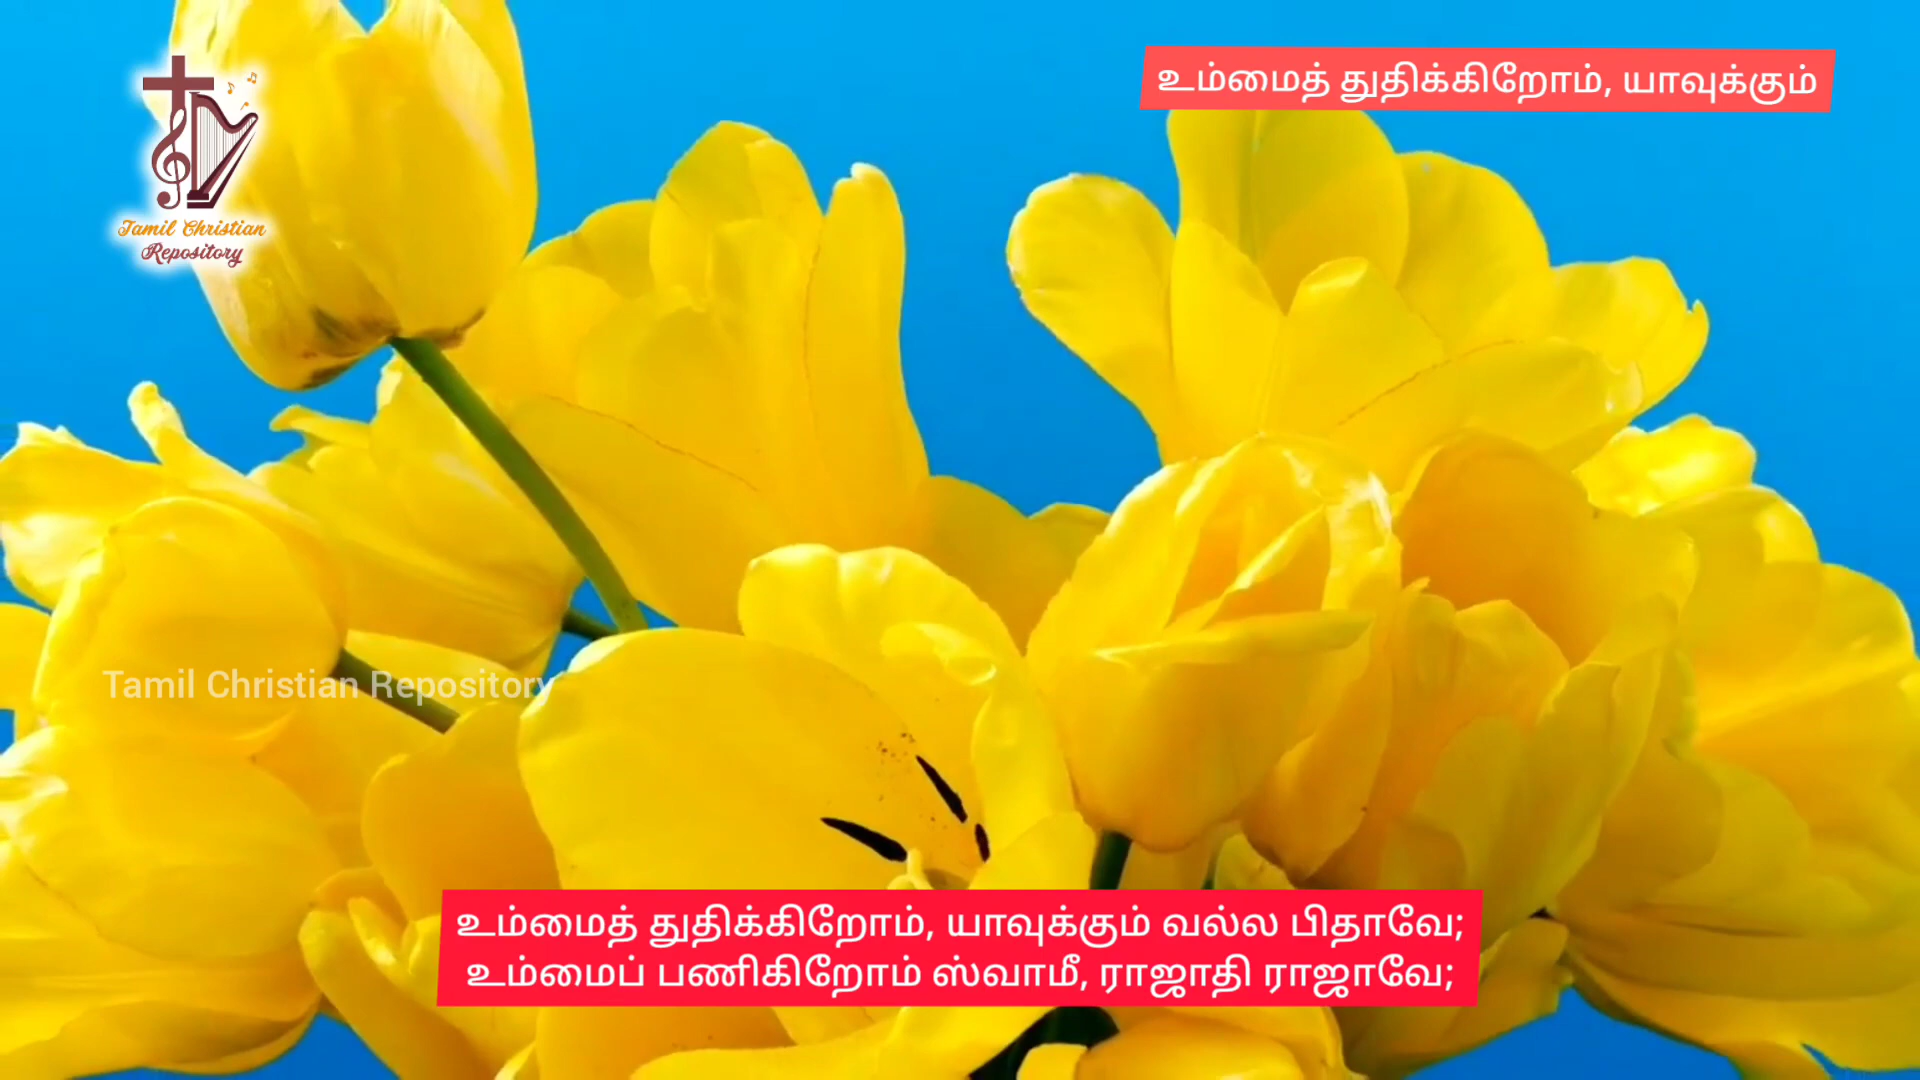 உம்மைத் துதிக்கிறோம், யாவுக்கும்
Tamil Christian
Repository
Tamil Christian Repository
உம்மைத் துதிக்கிறோம், யாவுக்கும் வல்ல பிதாவே;
உம்மைப் பணிகிறோம் ஸ்வாமீ, ராஜாதி ராஜாவே;